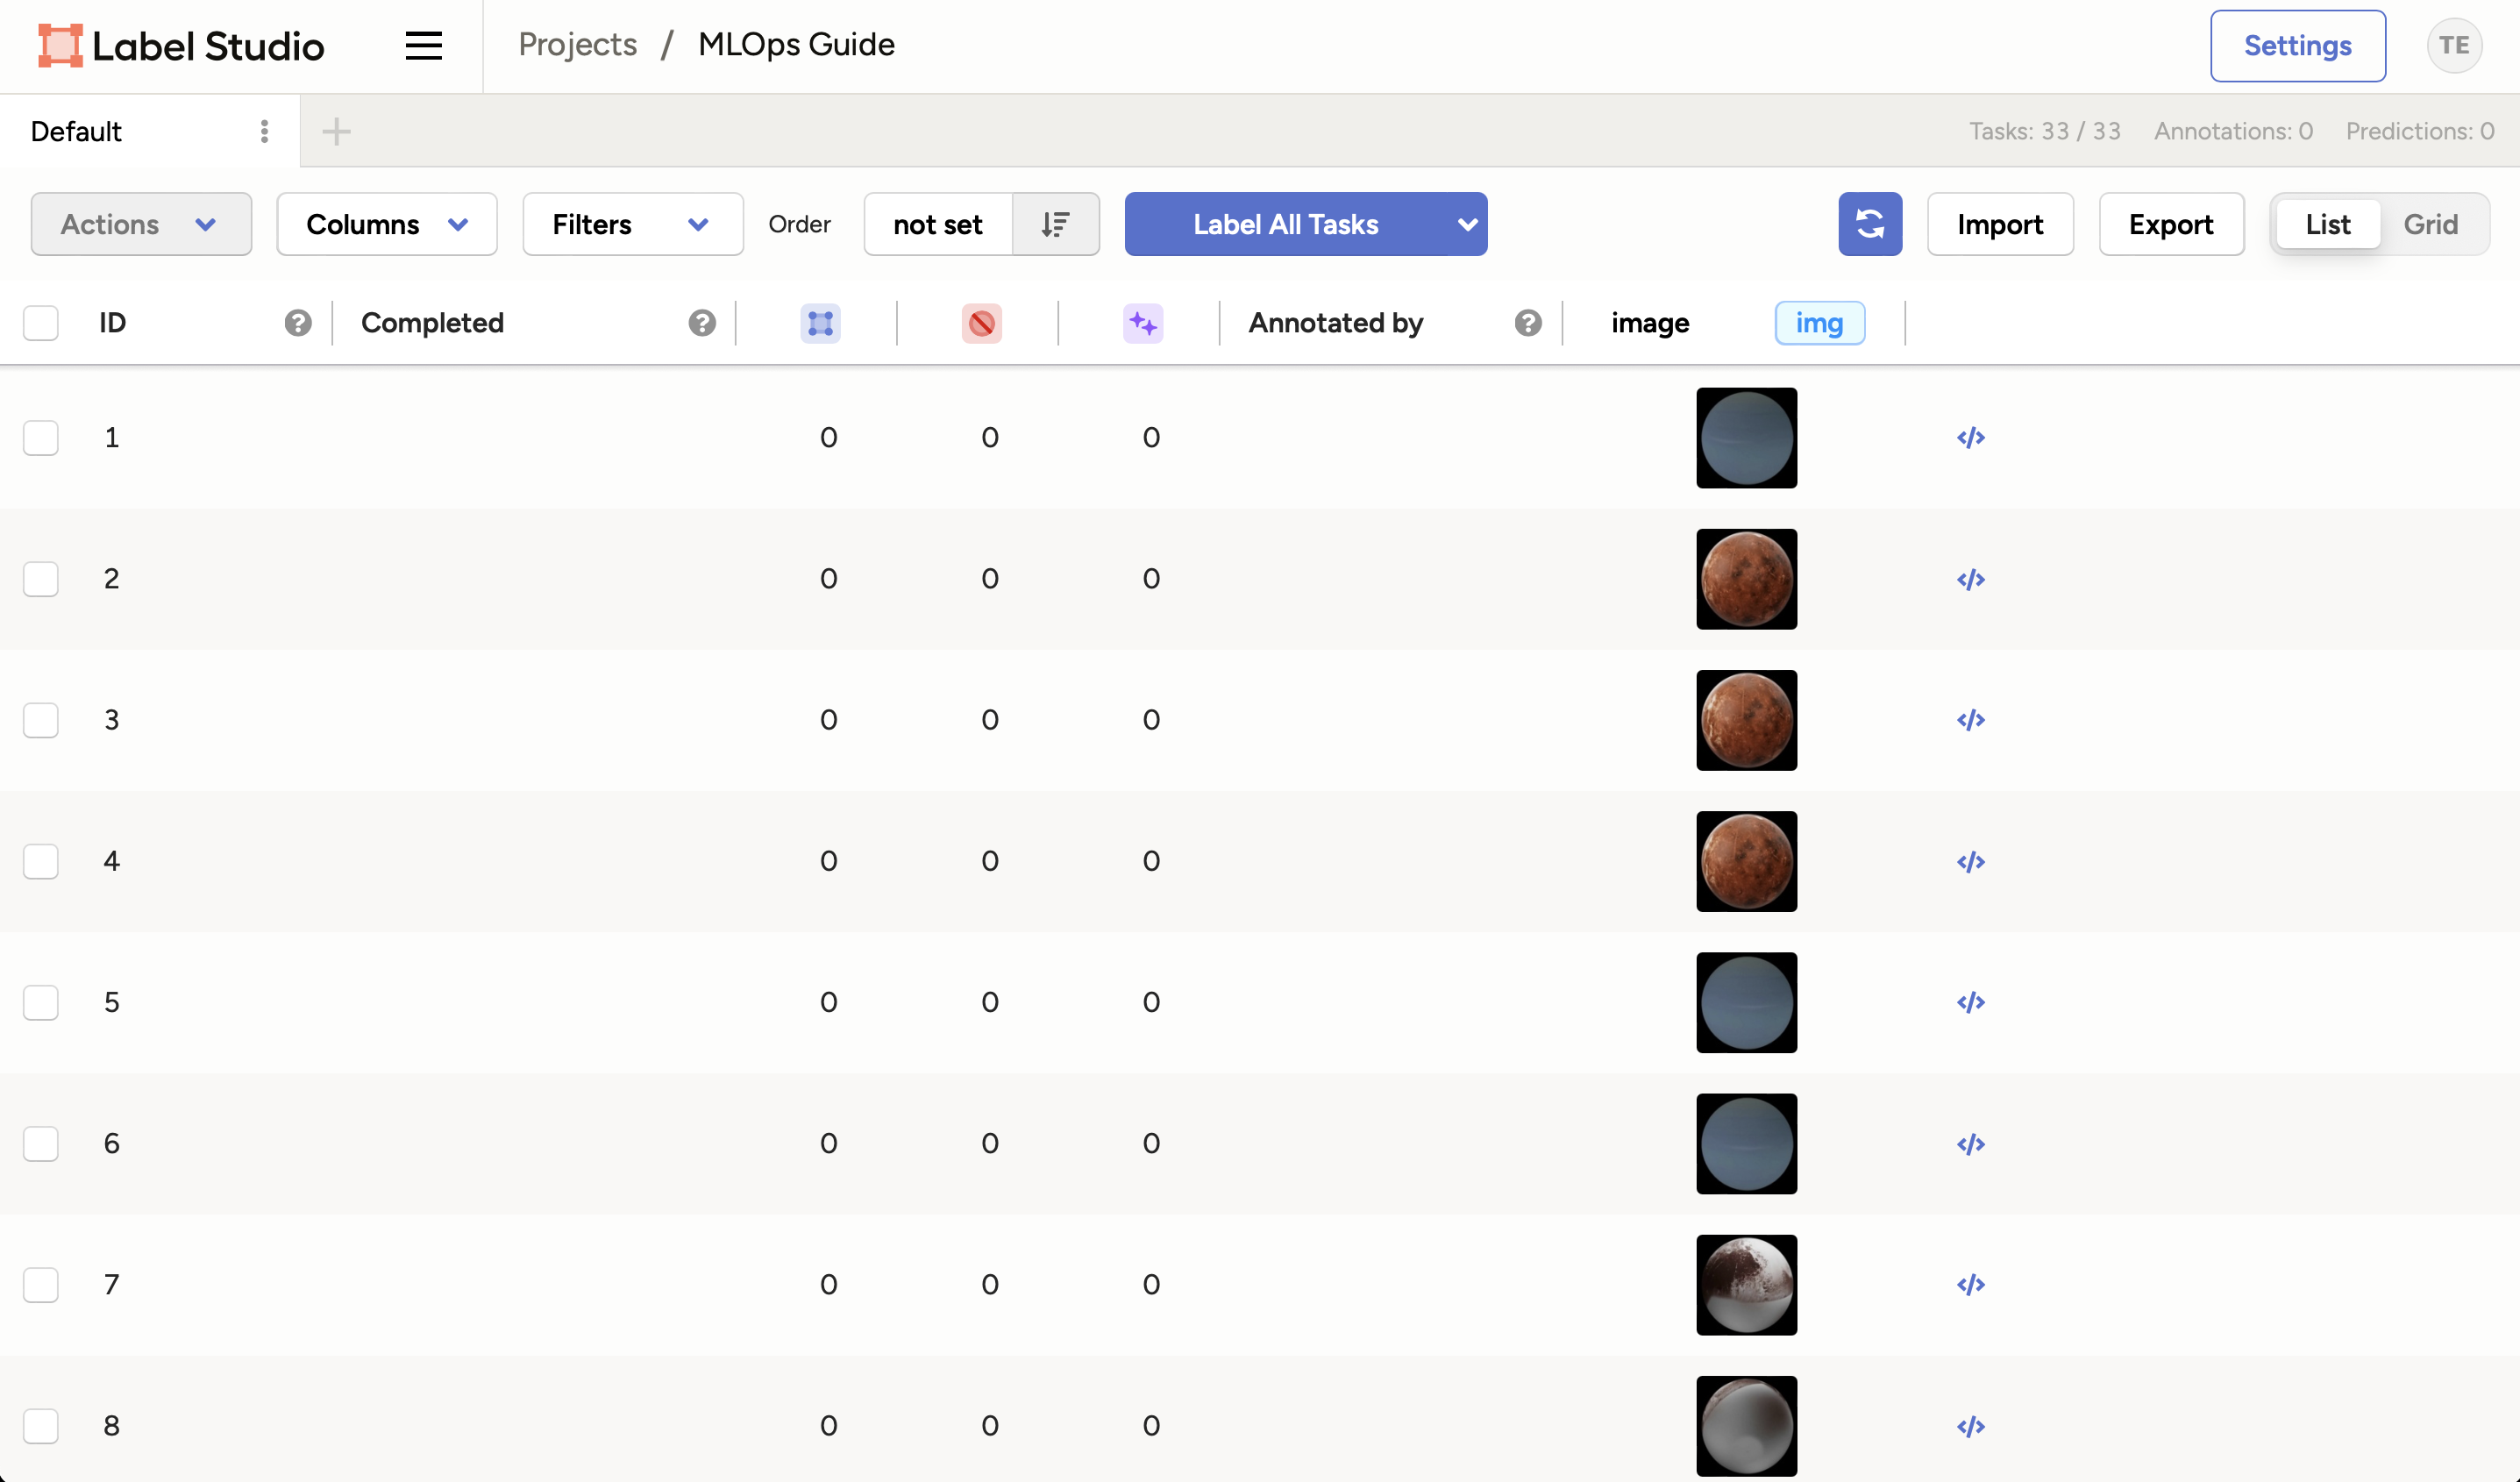 Label Studio
Projects / MLOps Guide
Settings
TE
Default
+
Tasks: 33 / 33
Annotations: 0
Predictions: 0
Actions
Columns
Filters
Order
not set
Label All Tasks
Import
Export
List
Grid
ID
?
Completed
?
Annotated by
?
image
img
1 0 0 0 </>
2 0 0 0 </>
3 0 0 0 </>
4 0 0 0 </>
5 0 0 0 </>
6 0 0 0 </>
7 0 0 0 </>
8 0 0 0 </>